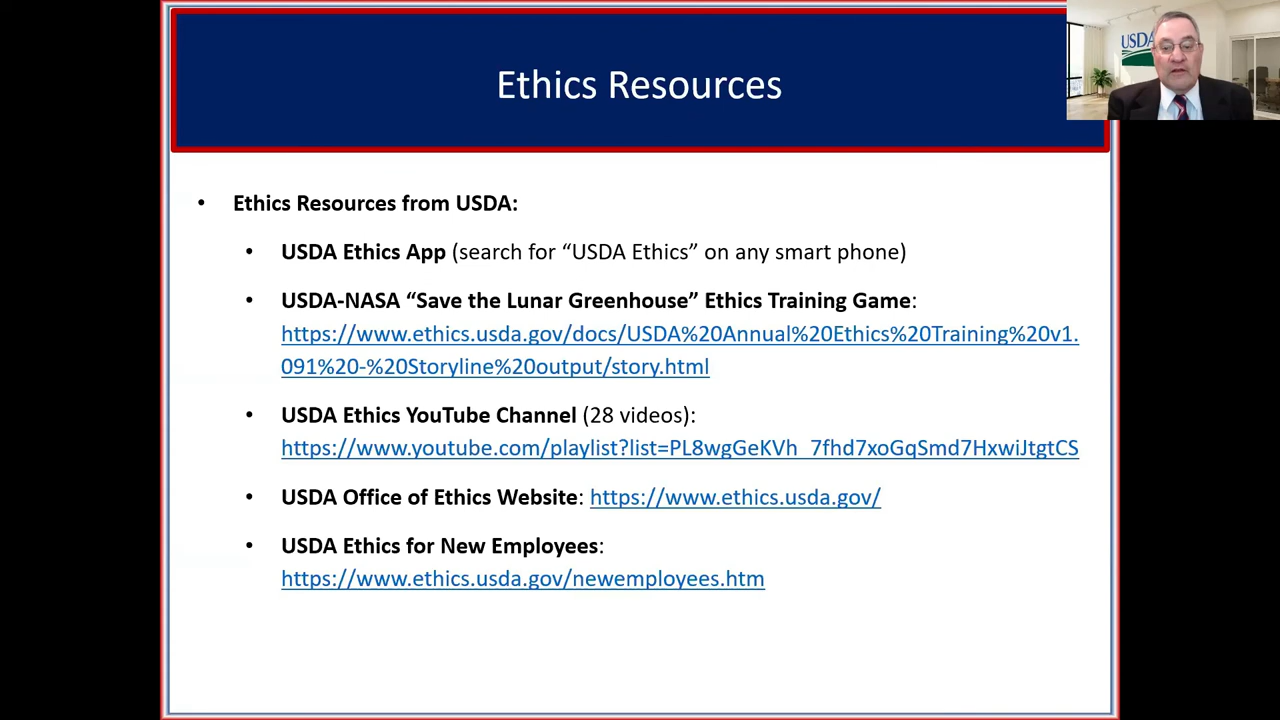 Ethics Resources
USDA
• Ethics Resources from USDA:
• USDA Ethics App (search for “USDA Ethics” on any smart phone)
• USDA-NASA “Save the Lunar Greenhouse” Ethics Training Game:
https://www.ethics.usda.gov/docs/USDA%20Annual%20Ethics%20Training%20v1.
091%20-%20Storyline%20output/story.html
• USDA Ethics YouTube Channel (28 videos):
https://www.youtube.com/playlist?list=PL8wgGeKVh_7fhd7xoGqSmd7HxwiJtgtCS
• USDA Office of Ethics Website: https://www.ethics.usda.gov/
• USDA Ethics for New Employees:
https://www.ethics.usda.gov/newemployees.htm